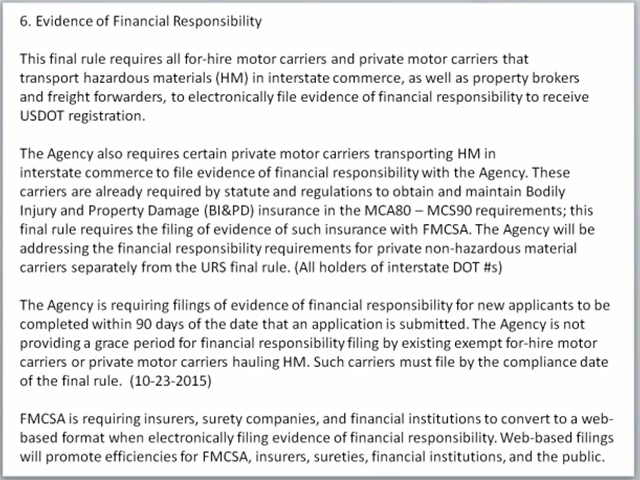 6. Evidence of Financial Responsibility
This final rule requires all for-hire motor carriers and private motor carriers that
transport hazardous materials (HM) in interstate commerce, as well as property brokers
and freight forwarders, to electronically file evidence of financial responsibility to receive
USDOT registration.
The Agency also requires certain private motor carriers transporting HM in
interstate commerce to file evidence of financial responsibility with the Agency. These
carriers are already required by statute and regulations to obtain and maintain Bodily
Injury and Property Damage (BI&PD) insurance in the MCA80 – MCS90 requirements; this
final rule requires the filing of evidence of such insurance with FMCSA. The Agency will be
addressing the financial responsibility requirements for private non-hazardous material
carriers separately from the URS final rule. (All holders of interstate DOT #s)
The Agency is requiring filings of evidence of financial responsibility for new applicants to be
completed within 90 days of the date that an application is submitted. The Agency is not
providing a grace period for financial responsibility filing by existing exempt for-hire motor
carriers or private motor carriers hauling HM. Such carriers must file by the compliance date
of the final rule. (10-23-2015)
FMCSA is requiring insurers, surety companies, and financial institutions to convert to a web-
based format when electronically filing evidence of financial responsibility. Web-based filings
will promote efficiencies for FMCSA, insurers, sureties, financial institutions, and the public.